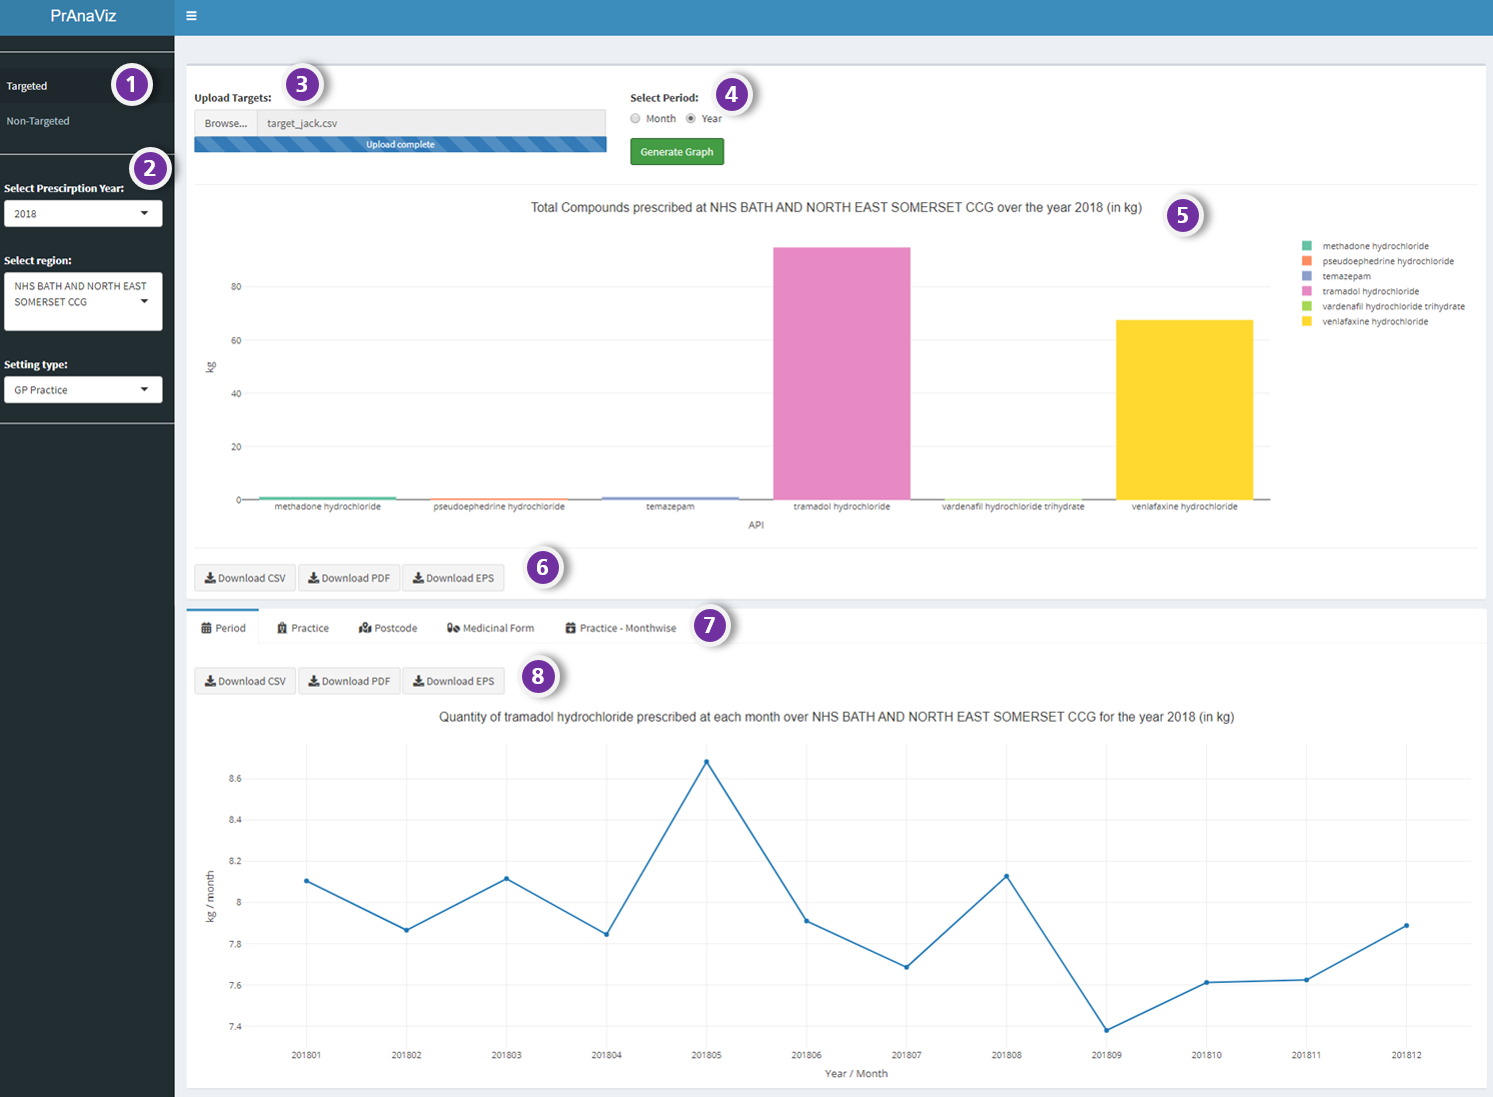 PrAnaViz
Targeted
1
Non-Targeted
2
Select Prescirption Year:
2018
Select region:
NHS BATH AND NORTH EAST
SOMERSET CCG
Setting type:
GP Practice
Upload Targets:
3
Browse...
target_jack.csv
Upload complete
Select Period:
4
Month
Year
Generate Graph
Total Compounds prescribed at NHS BATH AND NORTH EAST SOMERSET CCG over the year 2018 (in kg)
5
methadone hydrochloride
pseudoephedrine hydrochloride
temazepam
tramadol hydrochloride
vardenafil hydrochloride trihydrate
venlafaxine hydrochloride
80
60
kg
40
20
0
methadone hydrochloride
pseudoephedrine hydrochloride
temazepam
tramadol hydrochloride
vardenafil hydrochloride trihydrate
venlafaxine hydrochloride
API
Download CSV
Download PDF
Download EPS
6
Period
Practice
Postcode
Medicinal Form
Practice - Monthwise
7
Download CSV
Download PDF
Download EPS
8
Quantity of tramadol hydrochloride prescribed at each month over NHS BATH AND NORTH EAST SOMERSET CCG for the year 2018 (in kg)
8.6
8.4
8.2
8
7.8
7.6
7.4
kg / month
201801
201802
201803
201804
201805
201806
201807
201808
201809
201810
201811
201812
Year / Month